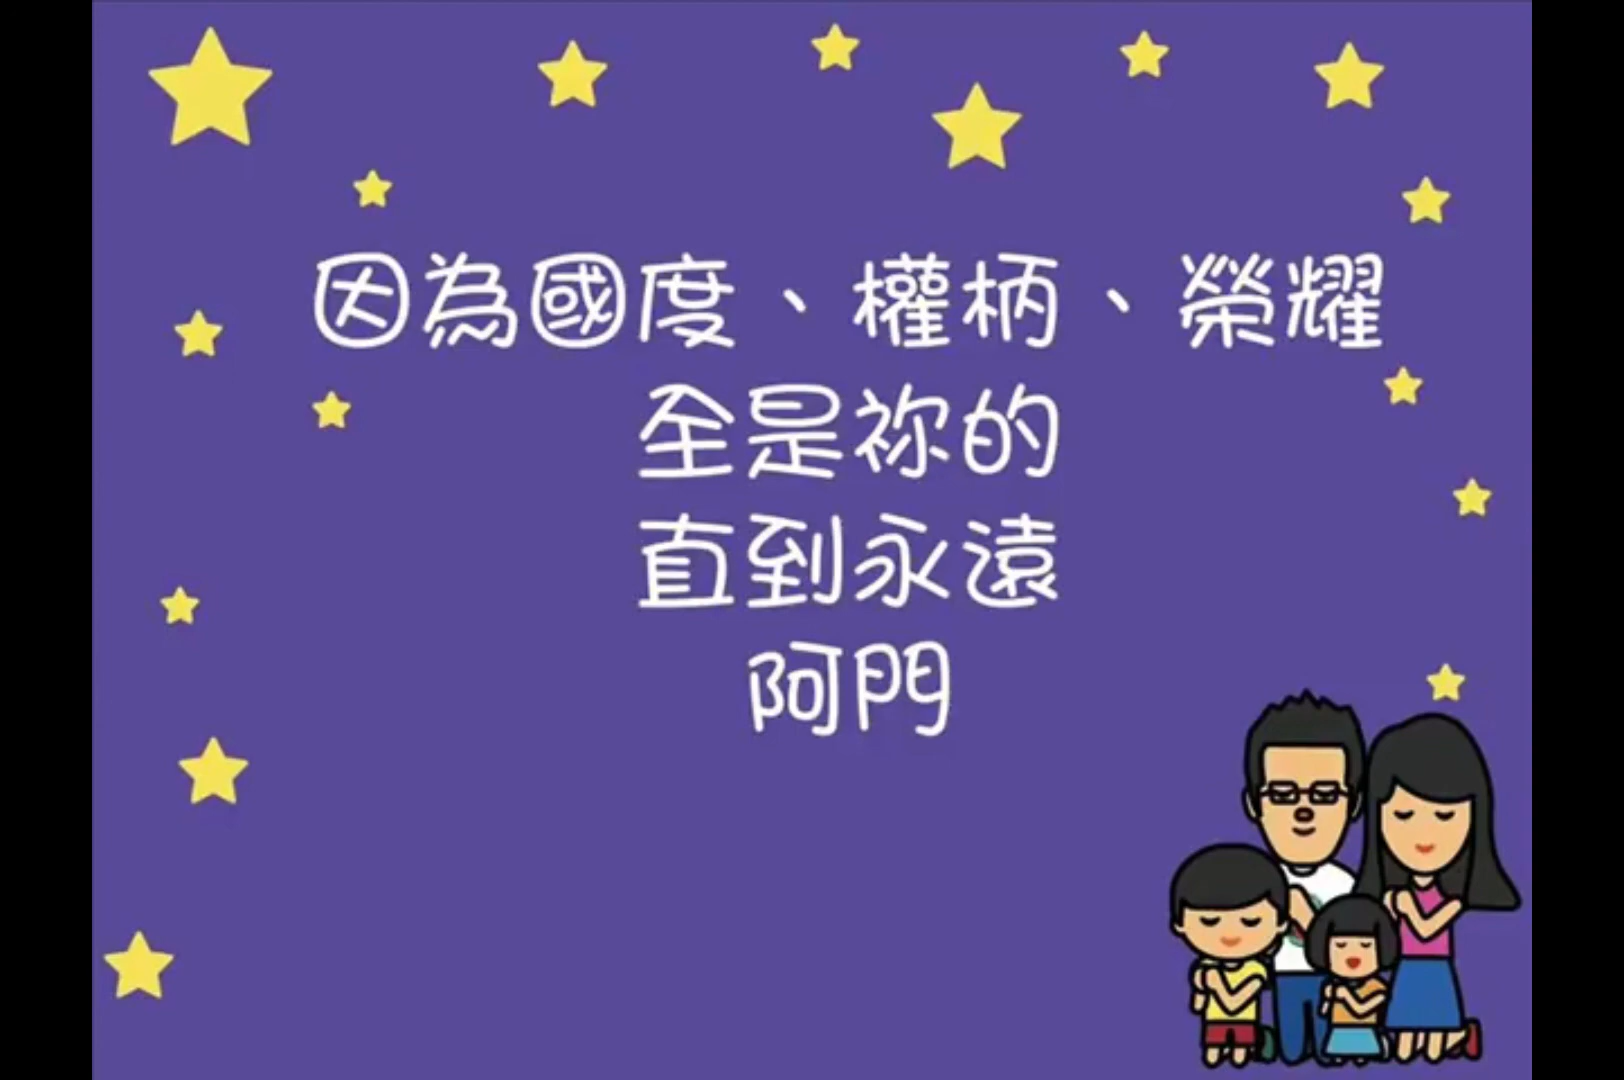 因為國度、權柄、榮耀
全是祢的
直到永遠
阿門